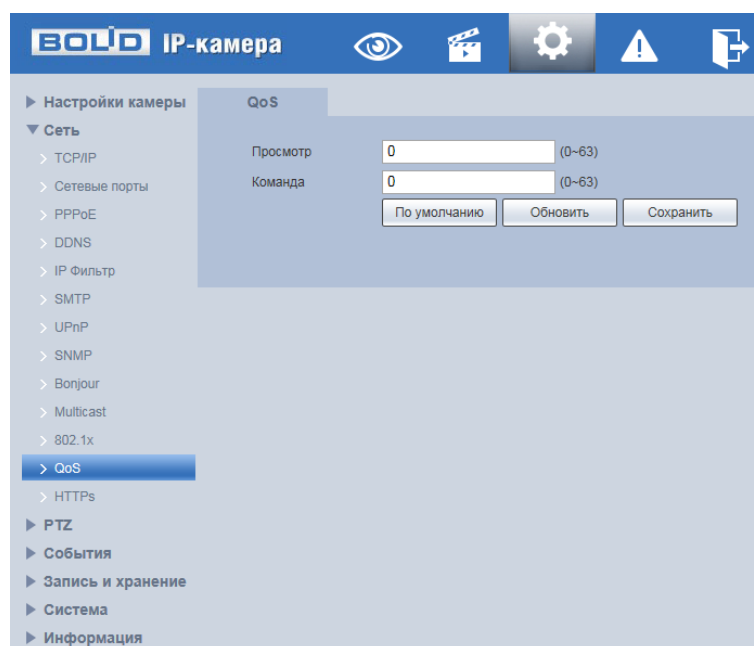 BOLID IP-камера
Настройки камеры
Сеть
TCP/IP
Сетевые порты
PPPoE
DDNS
IP Фильтр
SMTP
UPnP
SNMP
Bonjour
Multicast
802.1x
QoS
HTTPs
PTZ
События
Запись и хранение
Система
Информация
QoS
Просмотр 0 (0~63)
Команда 0 (0~63)
По умолчанию Обновить Сохранить